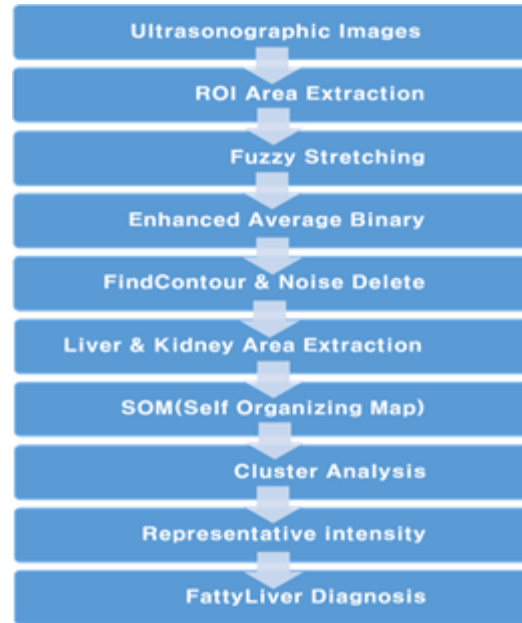 Ultrasonographic Images
ROI Area Extraction
Fuzzy Stretching
Enhanced Average Binary
FindContour & Noise Delete
Liver & Kidney Area Extraction
SOM(Self Organizing Map)
Cluster Analysis
Representative intensity
FattyLiver Diagnosis